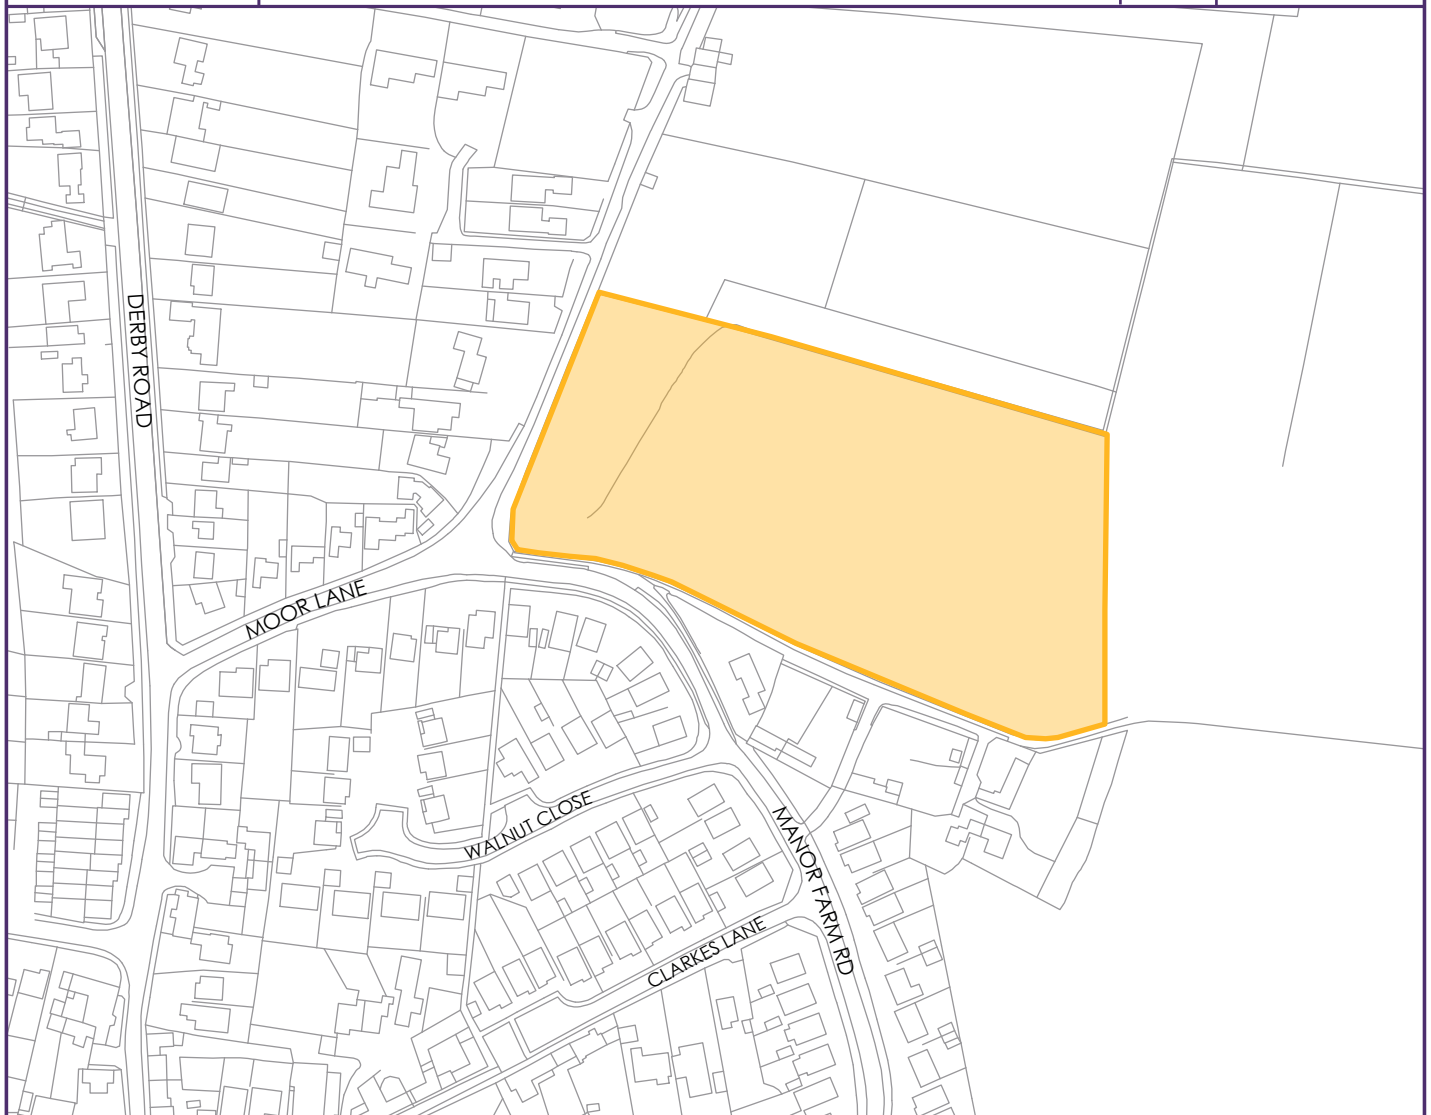 DERBY ROAD
MOOR LANE
WALNUT CLOSE
MANOR FARM RD
CLARKES LANE